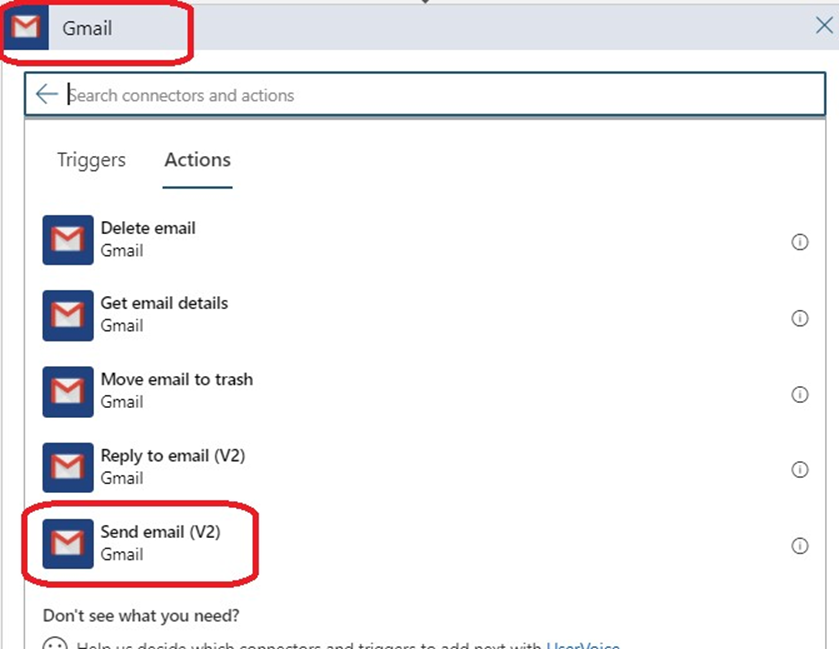 Gmail
Search connectors and actions
Triggers Actions
Delete email
Gmail
Get email details
Gmail
Move email to trash
Gmail
Reply to email (V2)
Gmail
Send email (V2)
Gmail
Don't see what you need?
Help us decide which connectors and triggers to add next with UserVoice